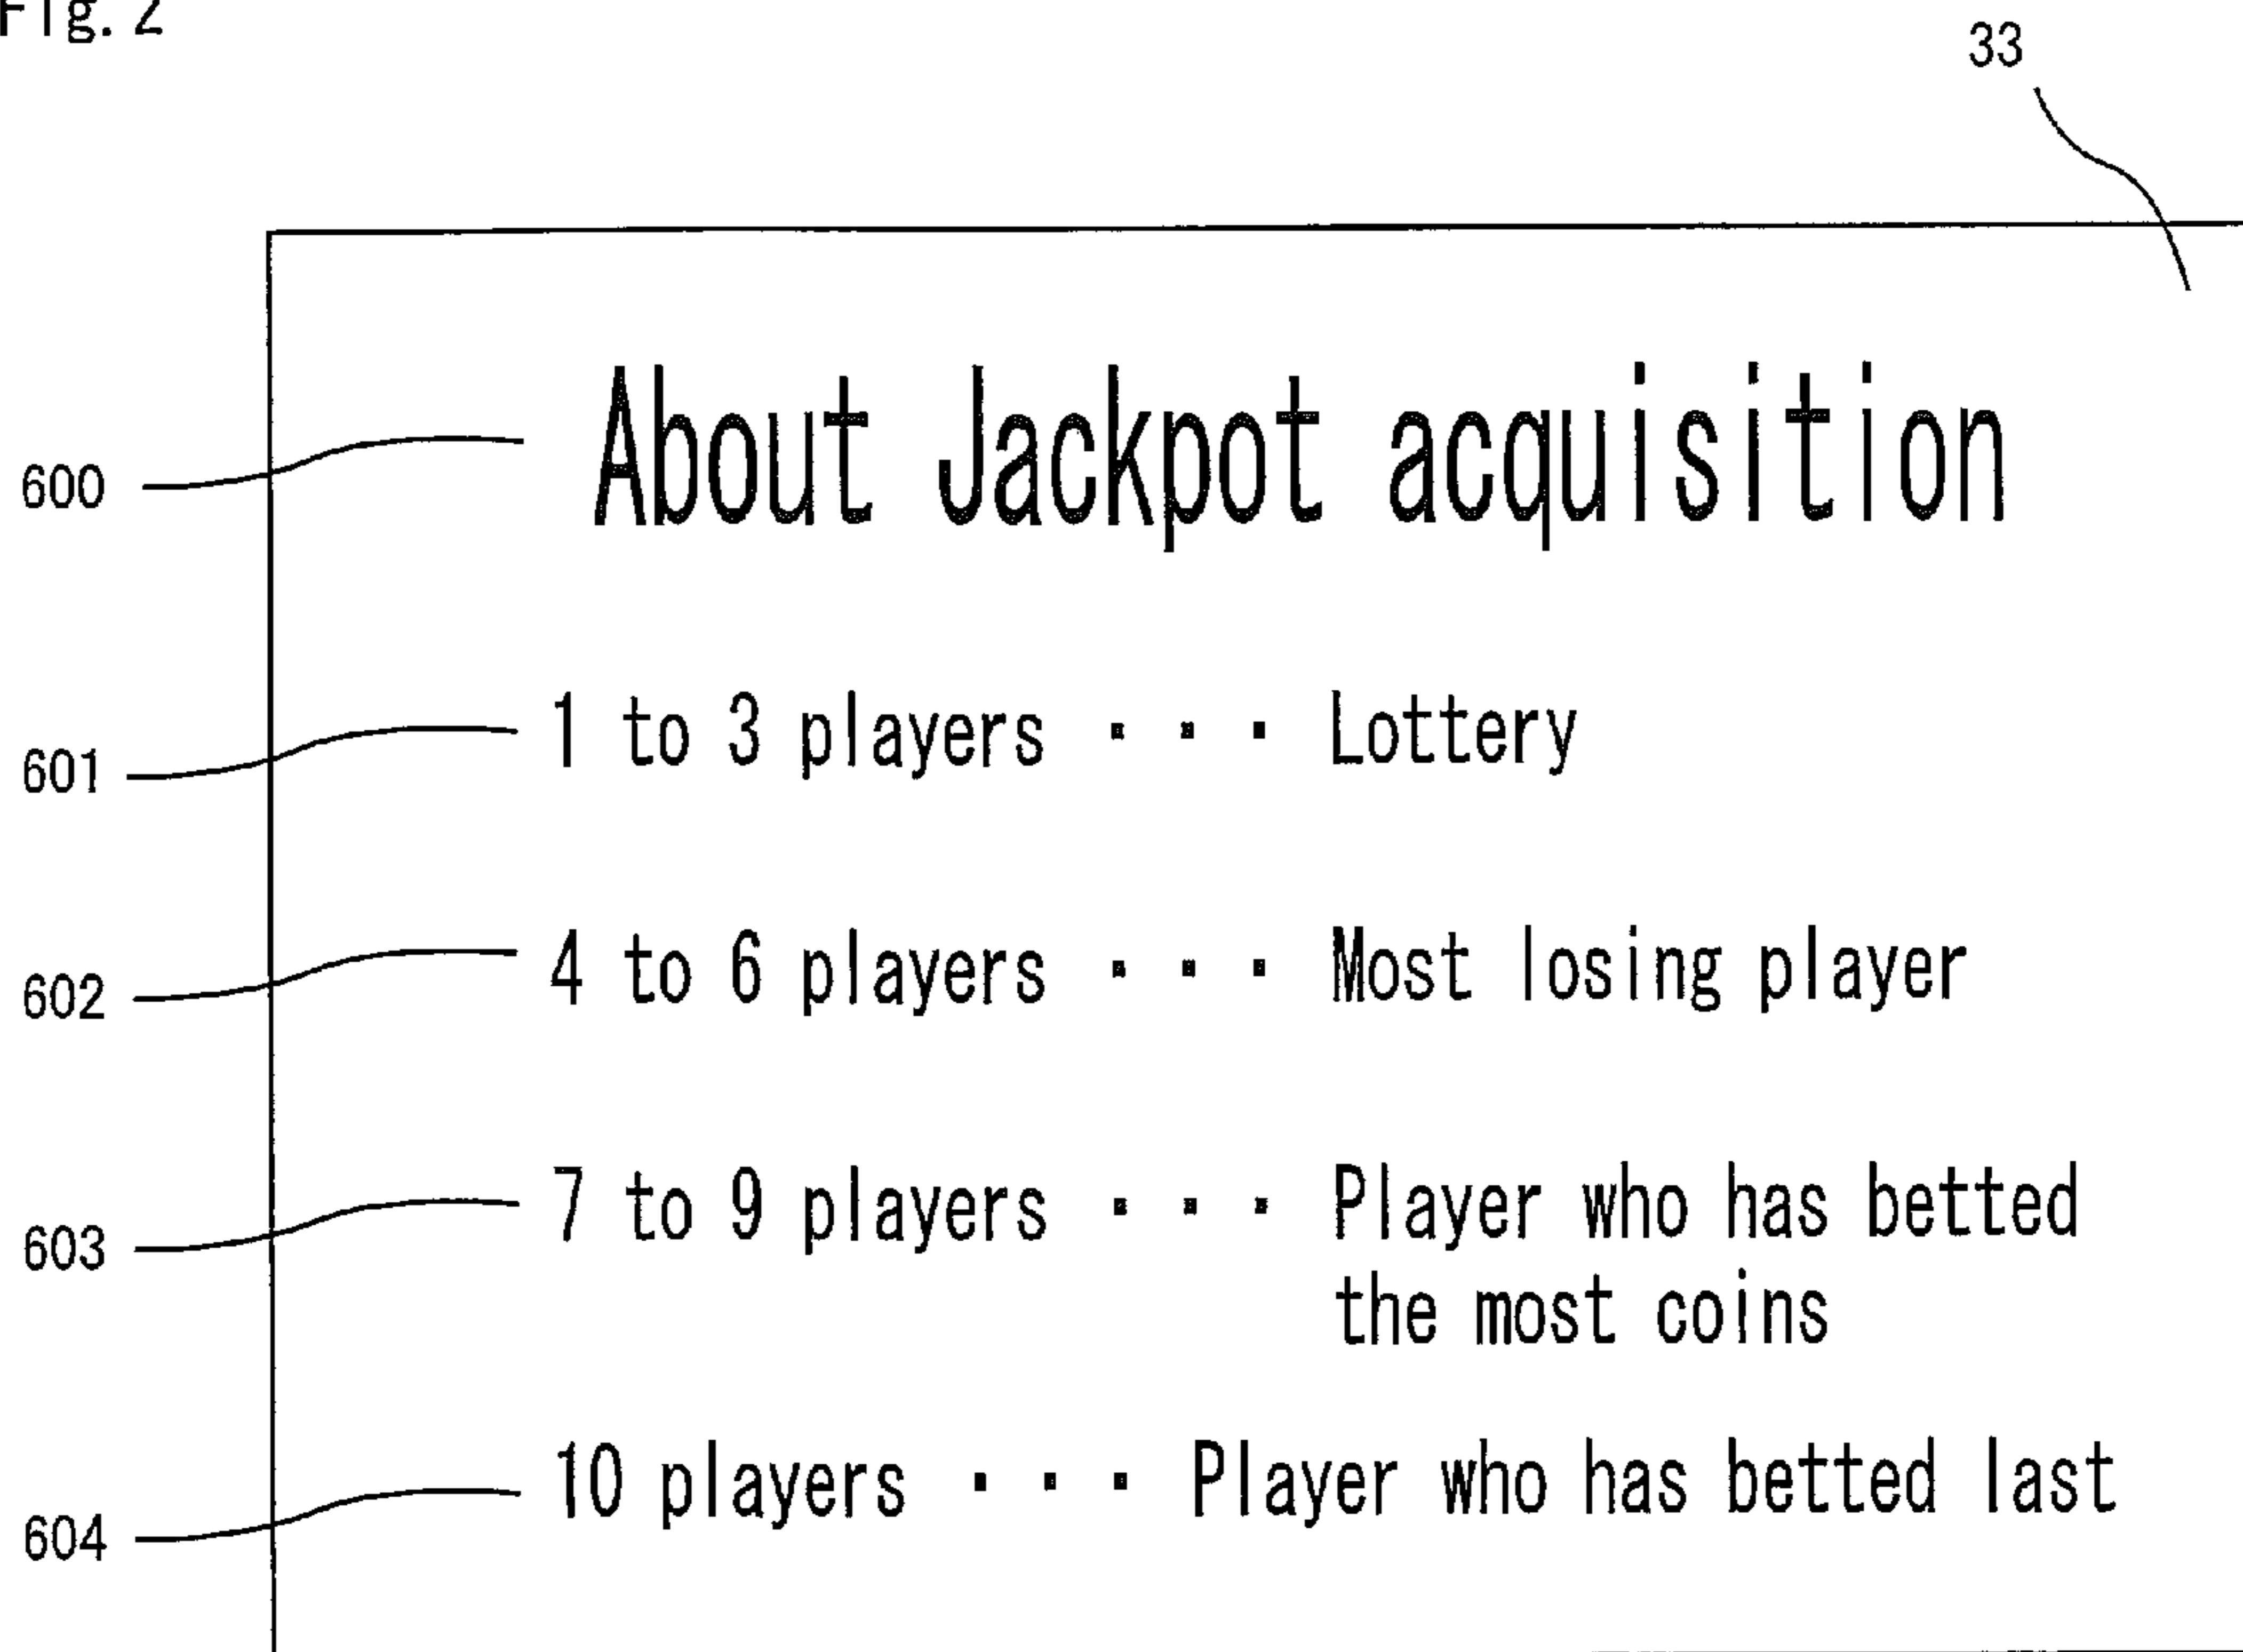 Fig. 2
33
600 About Jackpot acquisition
601 1 to 3 players ・・・ Lottery
602 4 to 6 players ・・・ Most losing player
603 7 to 9 players ・・・ Player who has betted
the most coins
604 10 players ・・・ Player who has betted last